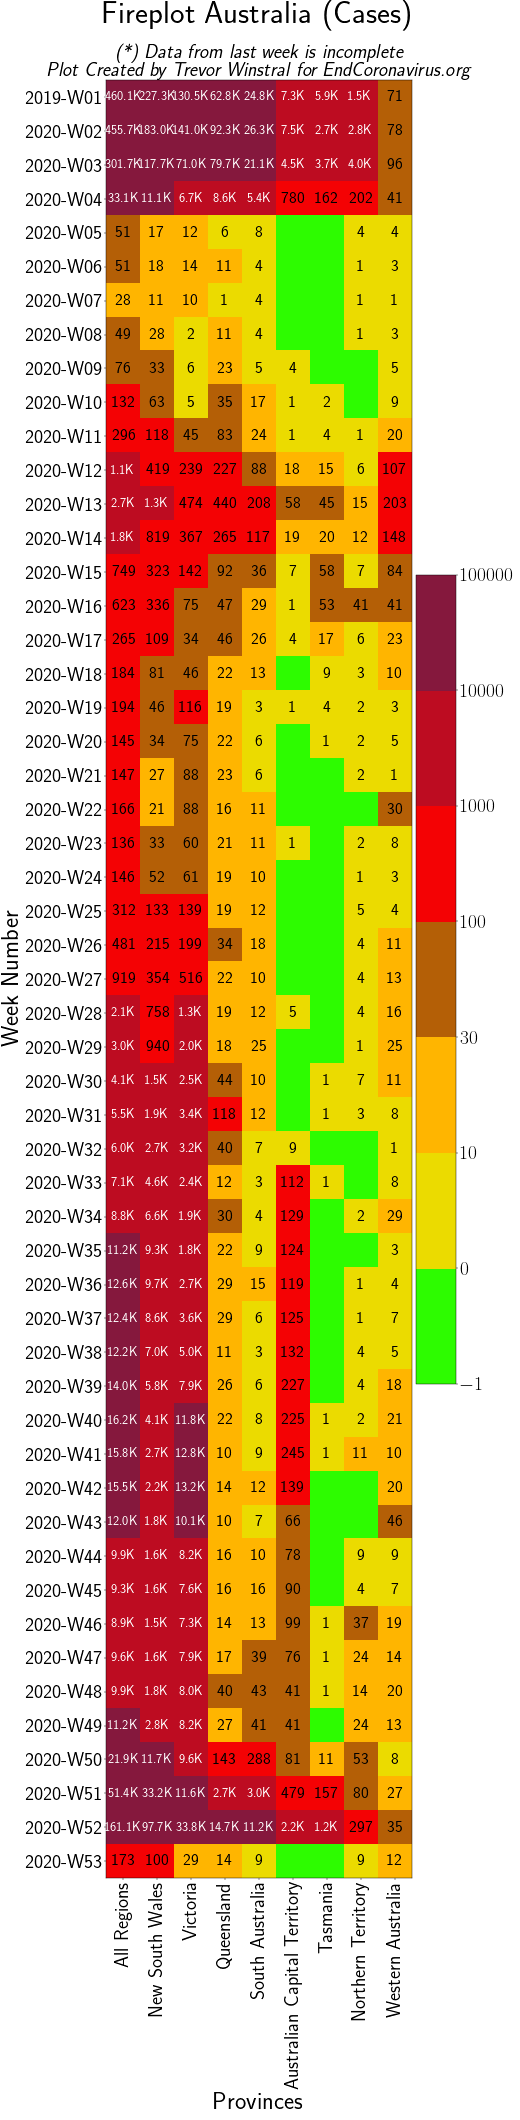 Fireplot Australia (Cases)
(*) Data from last week is incomplete
Plot Created by Trevor Winstral for EndCoronavirus.org
2019-W01 460.1K 227.3K 130.5K 62.8K 24.8K 7.3K 5.9K 1.5K 71
2020-W02 455.7K 183.0K 141.0K 92.3K 26.3K 7.5K 2.7K 2.8K 78
2020-W03 301.7K 117.7K 71.0K 79.7K 21.1K 4.5K 3.7K 4.0K 96
2020-W04 33.1K 11.1K 6.7K 8.6K 5.4K 780 162 202 41
2020-W05 51 17 12 6 8 4 4
2020-W06 51 18 14 11 4 1 3
2020-W07 28 11 10 1 4 1 1
2020-W08 49 28 2 11 4 1 3
2020-W09 76 33 6 23 5 4 5
2020-W10 132 63 5 35 17 1 2 9
2020-W11 296 118 45 83 24 1 4 1 20
2020-W12 1.1K 419 239 227 88 18 15 6 107
2020-W13 2.7K 1.3K 474 440 208 58 45 15 203
2020-W14 1.8K 819 367 265 117 19 20 12 148
2020-W15 749 323 142 92 36 7 58 7 84
2020-W16 623 336 75 47 29 1 53 41 41
2020-W17 265 109 34 46 26 4 17 6 23
2020-W18 184 81 46 22 13 9 3 10
2020-W19 194 46 116 19 3 1 4 2 3
2020-W20 145 34 75 22 6 1 2 5
2020-W21 147 27 88 23 6 2 1
2020-W22 166 21 88 16 11 30
2020-W23 136 33 60 21 11 1 2 8
2020-W24 146 52 61 19 10 1 3
2020-W25 312 133 139 19 12 5 4
2020-W26 481 215 199 34 18 4 11
2020-W27 919 354 516 22 10 4 13
2020-W28 2.1K 758 1.3K 19 12 5 4 16
2020-W29 3.0K 940 2.0K 18 25 1 25
2020-W30 4.1K 1.5K 2.5K 44 10 1 7 11
2020-W31 5.5K 1.9K 3.4K 118 12 1 3 8
2020-W32 6.0K 2.7K 3.2K 40 7 9 1
2020-W33 7.1K 4.6K 2.4K 12 3 112 1 8
2020-W34 8.8K 6.6K 1.9K 30 4 129 2 29
2020-W35 11.2K 9.3K 1.8K 22 9 124 3
2020-W36 12.6K 9.7K 2.7K 29 15 119 1 4
2020-W37 12.4K 8.6K 3.6K 29 6 125 1 7
2020-W38 12.2K 7.0K 5.0K 11 3 132 4 5
2020-W39 14.0K 5.8K 7.9K 26 6 227 4 18
2020-W40 16.2K 4.1K 11.8K 22 8 225 1 2 21
2020-W41 15.8K 2.7K 12.8K 10 9 245 1 11 10
2020-W42 15.5K 2.2K 13.2K 14 12 139 20
2020-W43 12.0K 1.8K 10.1K 10 7 66 46
2020-W44 9.9K 1.6K 8.2K 16 10 78 9 9
2020-W45 9.3K 1.6K 7.6K 16 16 90 4 7
2020-W46 8.9K 1.5K 7.3K 14 13 99 1 37 19
2020-W47 9.6K 1.6K 7.9K 17 39 76 1 24 14
2020-W48 9.9K 1.8K 8.0K 40 43 41 1 14 20
2020-W49 11.2K 2.8K 8.2K 27 41 41 24 13
2020-W50 21.9K 11.7K 9.6K 143 288 81 11 53 8
2020-W51 51.4K 33.2K 11.6K 2.7K 3.0K 479 157 80 27
2020-W52 161.1K 97.7K 33.8K 14.7K 11.2K 2.2K 1.2K 297 35
2020-W53 173 100 29 14 9 9 12
Week Number
All Regions
New South Wales
Victoria
Queensland
South Australia
Australian Capital Territory
Tasmania
Northern Territory
Western Australia
Provinces
100000
10000
1000
100
30
10
0
−1